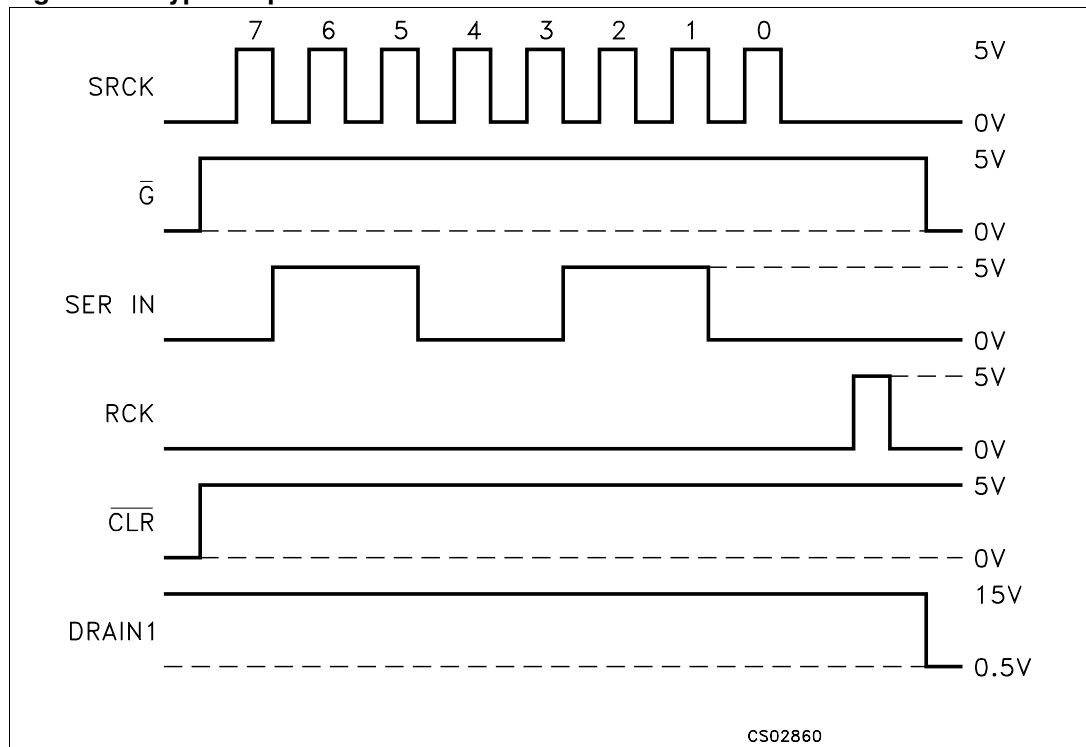 7 6 5 4 3 2 1 0
SRCK 5V
0V
G̅ 5V
0V
SER IN 5V
0V
RCK 5V
0V
C̅L̅R̅ 5V
0V
DRAIN1 15V
0.5V
CS02860